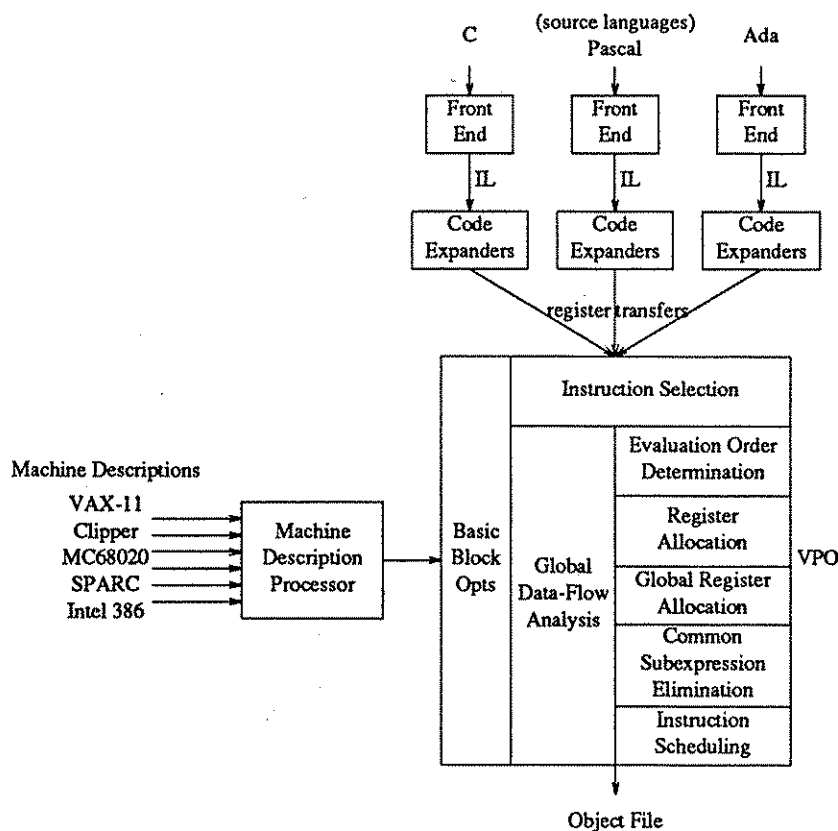 (source languages)
C
Pascal
Ada
Front
End
Front
End
Front
End
IL
IL
IL
Code
Expanders
Code
Expanders
Code
Expanders
register transfers
Instruction Selection
Evaluation Order
Determination
Machine Descriptions
VAX-11
Clipper
MC68020
SPARC
Intel 386
Machine
Description
Processor
Basic
Block
Opts
Global
Data-Flow
Analysis
Register
Allocation
VPO
Global Register
Allocation
Common
Subexpression
Elimination
Instruction
Scheduling
Object File